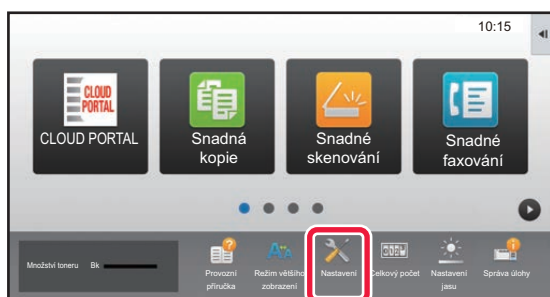 10:15
CLOUD
PORTAL
CLOUD PORTAL
Snadná
kopie
Snadné
skenování
Snadné
faxování
Množství toneru Bk
Provozní
příručka
Režim většího
zobrazení
Nastavení
Celkový počet
Nastavení
jasu
Správa úlohy